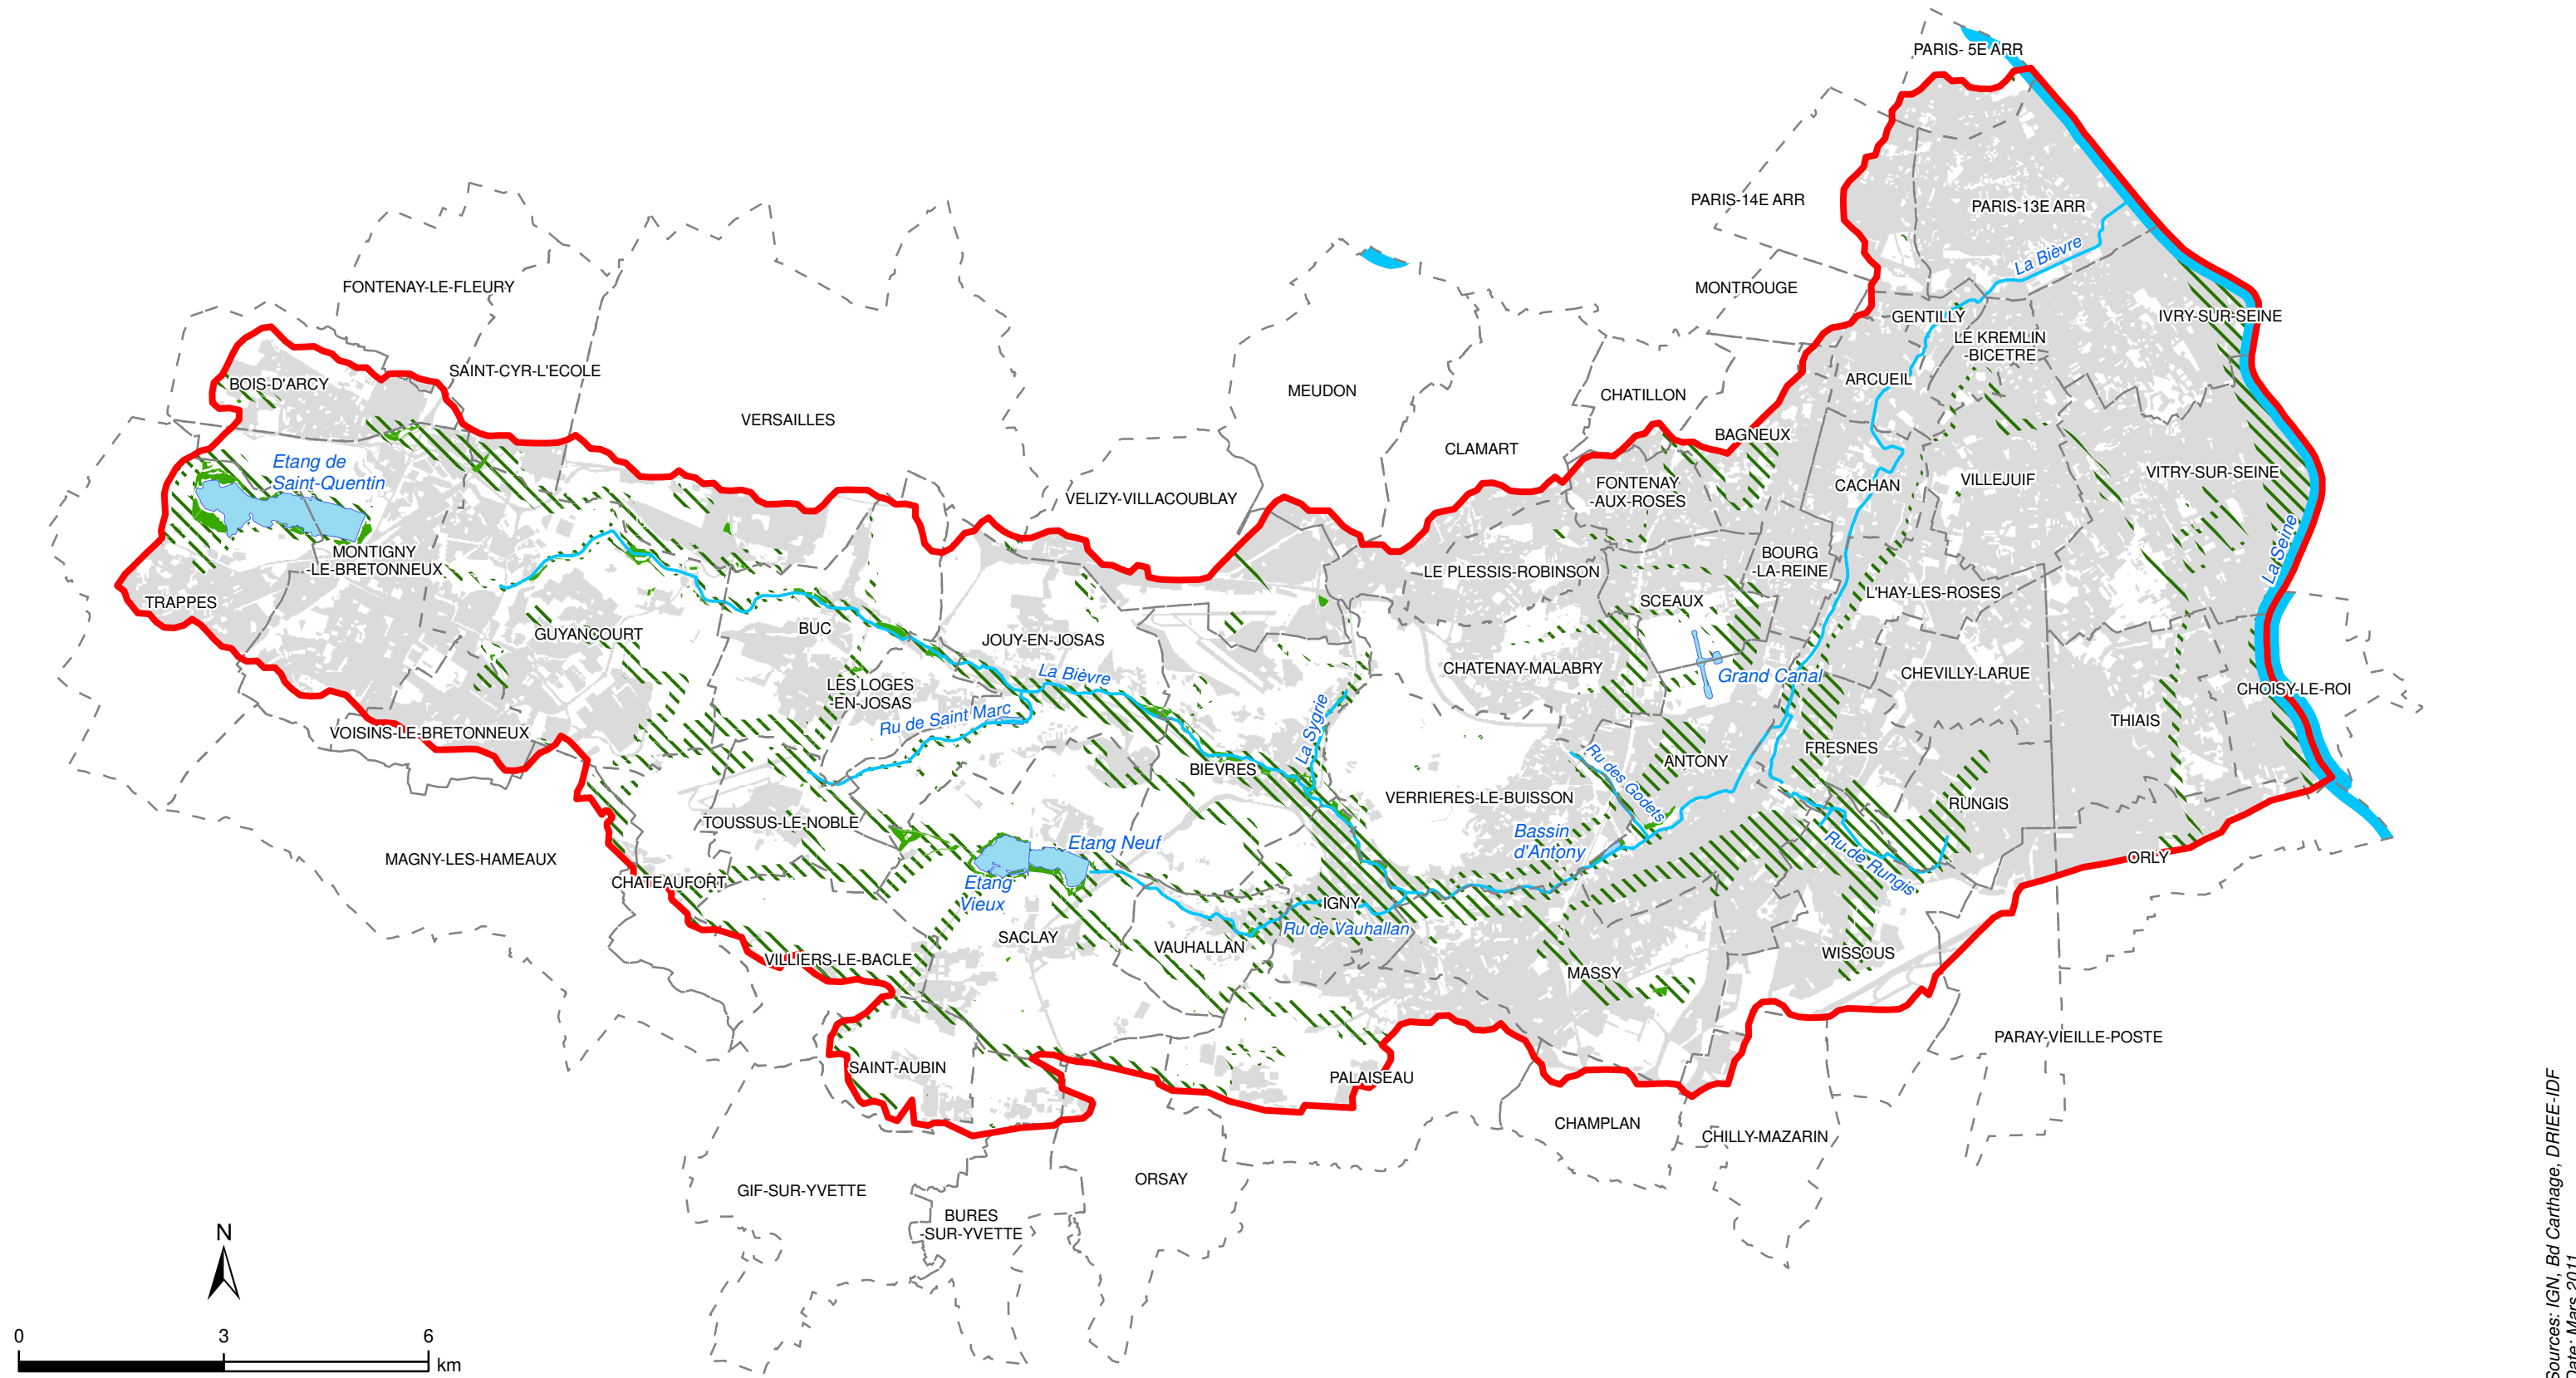 PARIS- 5E ARR
PARIS-14E ARR
PARIS-13E ARR
La Bièvre
FONTENAY-LE-FLEURY
MONTROUGE
GENTILLY
IVRY-SUR-SEINE
LE KREMLIN
-BICETRE
SAINT-CYR-L'ECOLE
BOIS-D'ARCY
MEUDON
CHATILLON
ARCUEIL
VERSAILLES
BAGNEUX
CLAMART
Etang de
Saint-Quentin
VELIZY-VILLACOUBLAY
FONTENAY
-AUX-ROSES
CACHAN
VILLEJUIF
VITRY-SUR-SEINE
La Seine
MONTIGNY
-LE-BRETONNEUX
LE PLESSIS-ROBINSON
BOURG
-LA-REINE
TRAPPES
SCEAUX
L'HAY-LES-ROSES
GUYANCOURT
BUC
JOUY-EN-JOSAS
CHATENAY-MALABRY
Grand Canal
CHEVILLY-LARUE
La Bièvre
LES LOGES
-EN-JOSAS
CHOISY-LE-ROI
Ru de Saint Marc
La Sygrie
THIAIS
VOISINS-LE-BRETONNEUX
FRESNES
BIEVRES
Ru des Godets
ANTONY
VERRIERES-LE-BUISSON
RUNGIS
TOUSSUS-LE-NOBLE
Etang Neuf
Bassin
d'Antony
Ru de Rungis
MAGNY-LES-HAMEAUX
ORLY
CHATEAUFORT
Etang
Vieux
IGNY
Ru de Vauhallan
SACLAY
VAUHALLAN
WISSOUS
VILLIERS-LE-BACLE
MASSY
PARAY-VIEILLE-POSTE
SAINT-AUBIN
PALAISEAU
CHAMPLAN
CHILLY-MAZARIN
ORSAY
GIF-SUR-YVETTE
BURES
-SUR-YVETTE
N
0 3 6
km
Sources: IGN, Bd Carthage, DRIEE-IDF
Date: Mars 2011